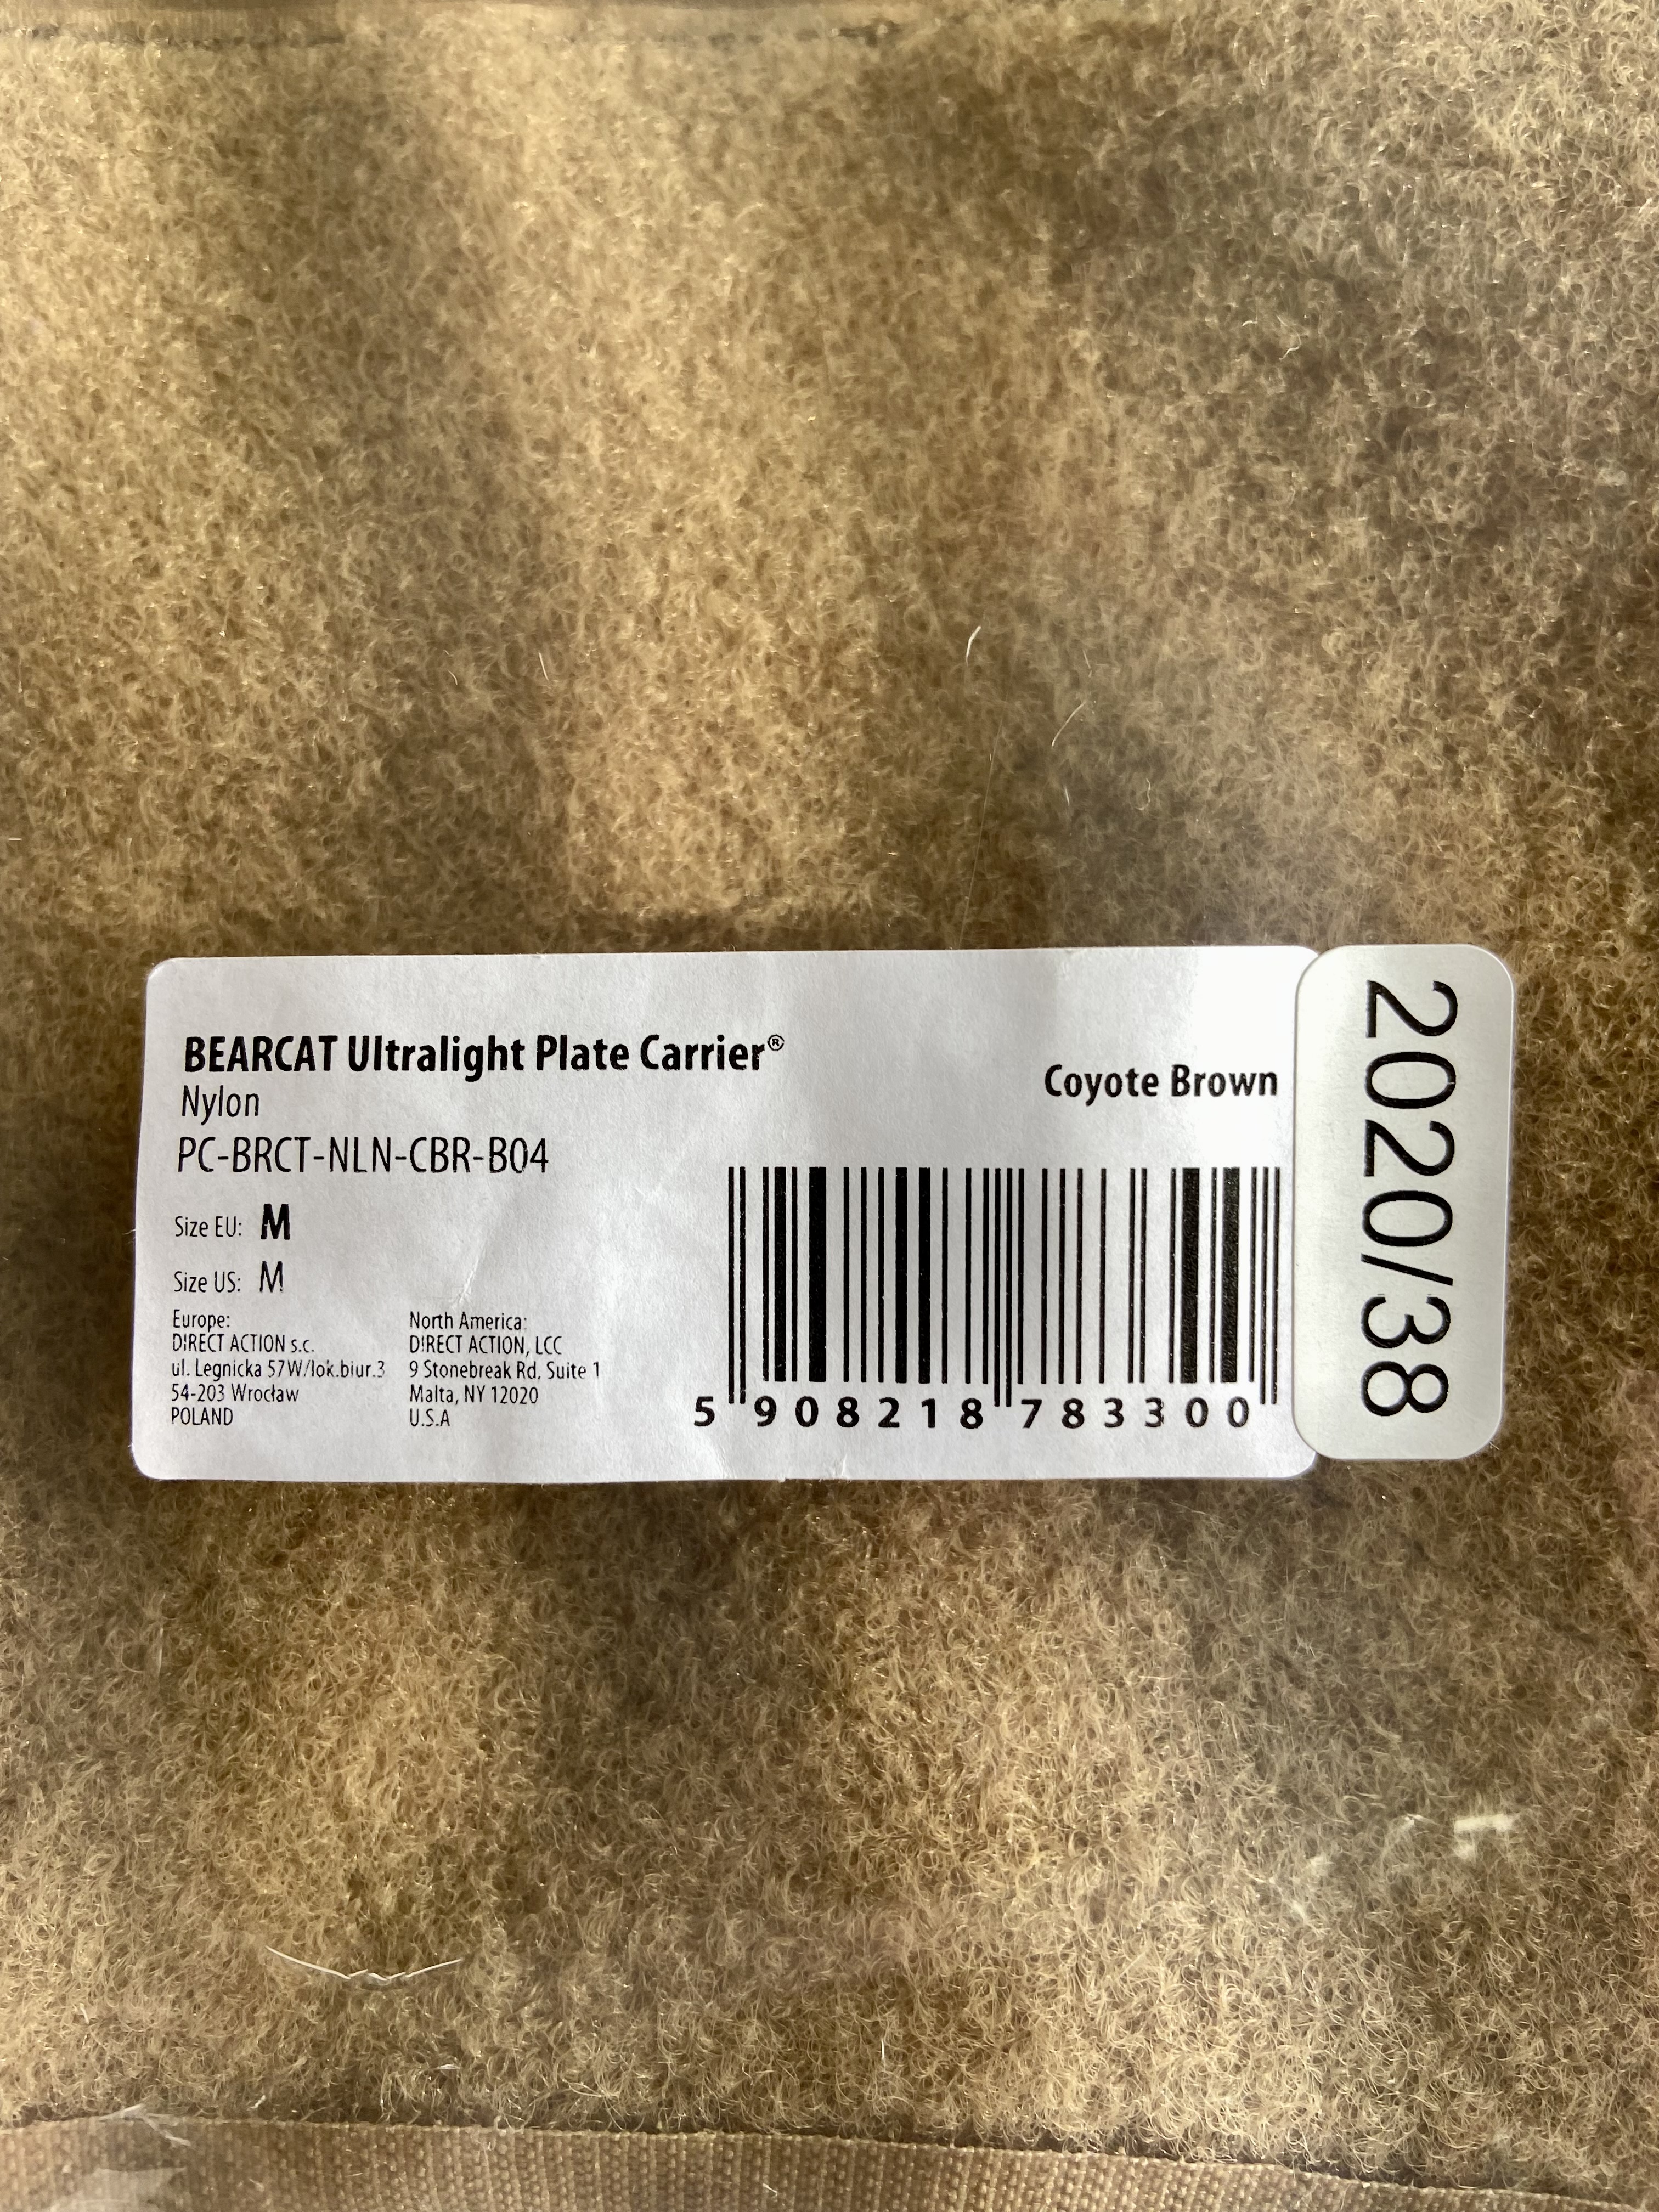 BEARCAT Ultralight Plate Carrier®
Nylon
Coyote Brown
PC-BRCT-NLN-CBR-B04
Size EU: M
Size US: M
Europe:
DIRECT ACTION s.c.
ul. Legnicka 57W/lok.biur.3
54-203 Wrocław
POLAND
North America:
DIRECT ACTION, LCC
9 Stonebreak Rd, Suite 1
Malta, NY 12020
U.S.A
5 908218 783300
2020/38